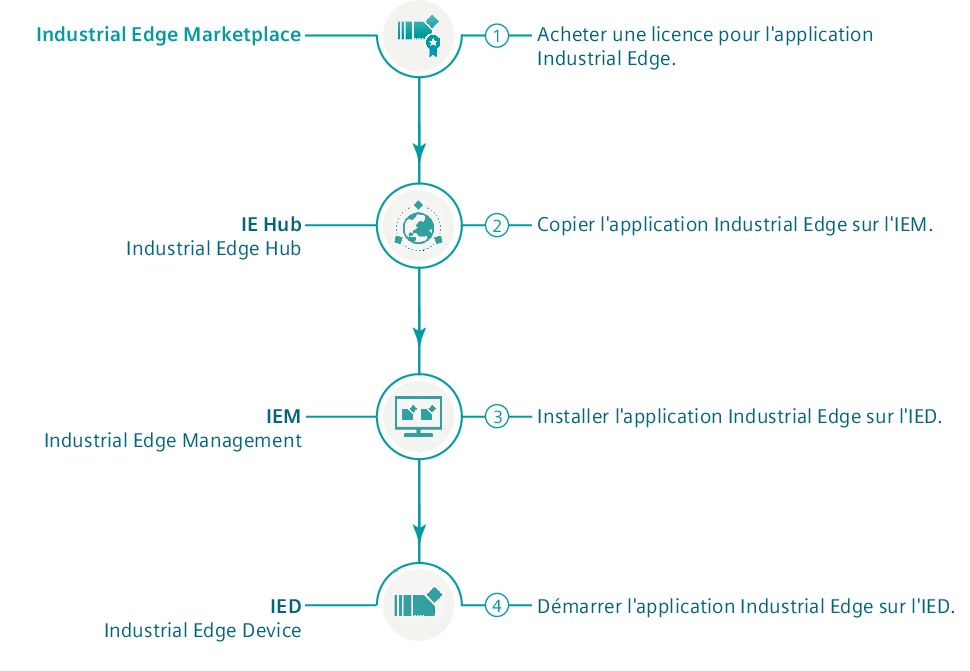 Industrial Edge Marketplace
1
Acheter une licence pour l'application
Industrial Edge.
IE Hub
Industrial Edge Hub
2
Copier l'application Industrial Edge sur l'IEM.
IEM
Industrial Edge Management
3
Installer l'application Industrial Edge sur l'IED.
IED
Industrial Edge Device
4
Démarrer l'application Industrial Edge sur l'IED.